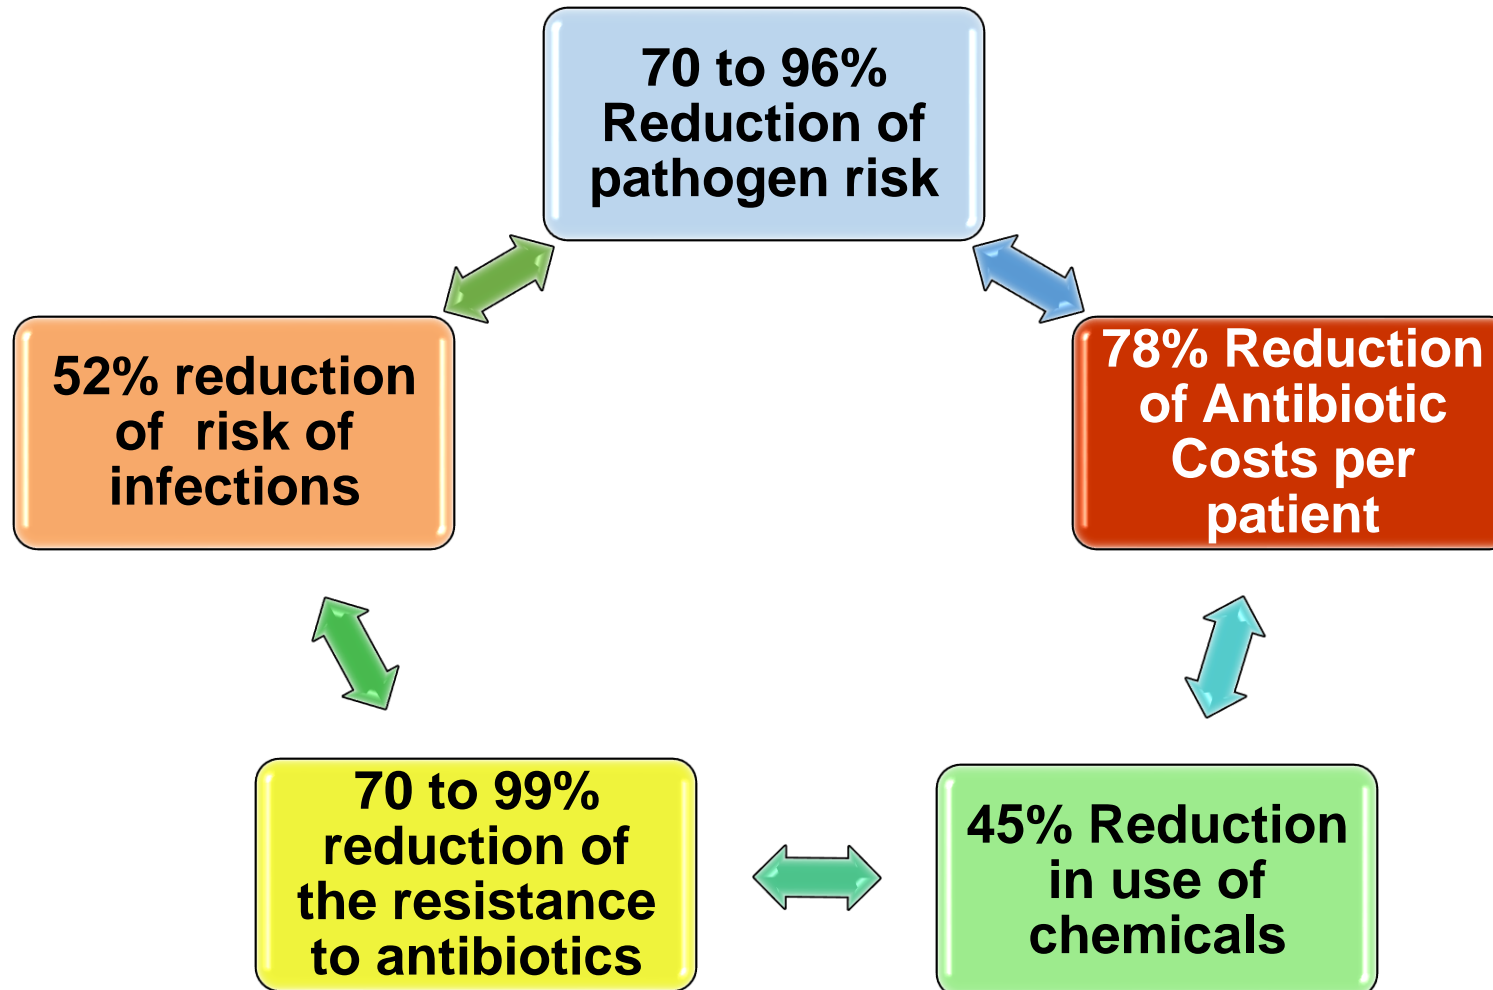 70 to 96%
Reduction of
pathogen risk
52% reduction
of  risk of
infections
78% Reduction
of Antibiotic
Costs per
patient
70 to 99%
reduction of
the resistance
to antibiotics
45% Reduction
in use of
chemicals